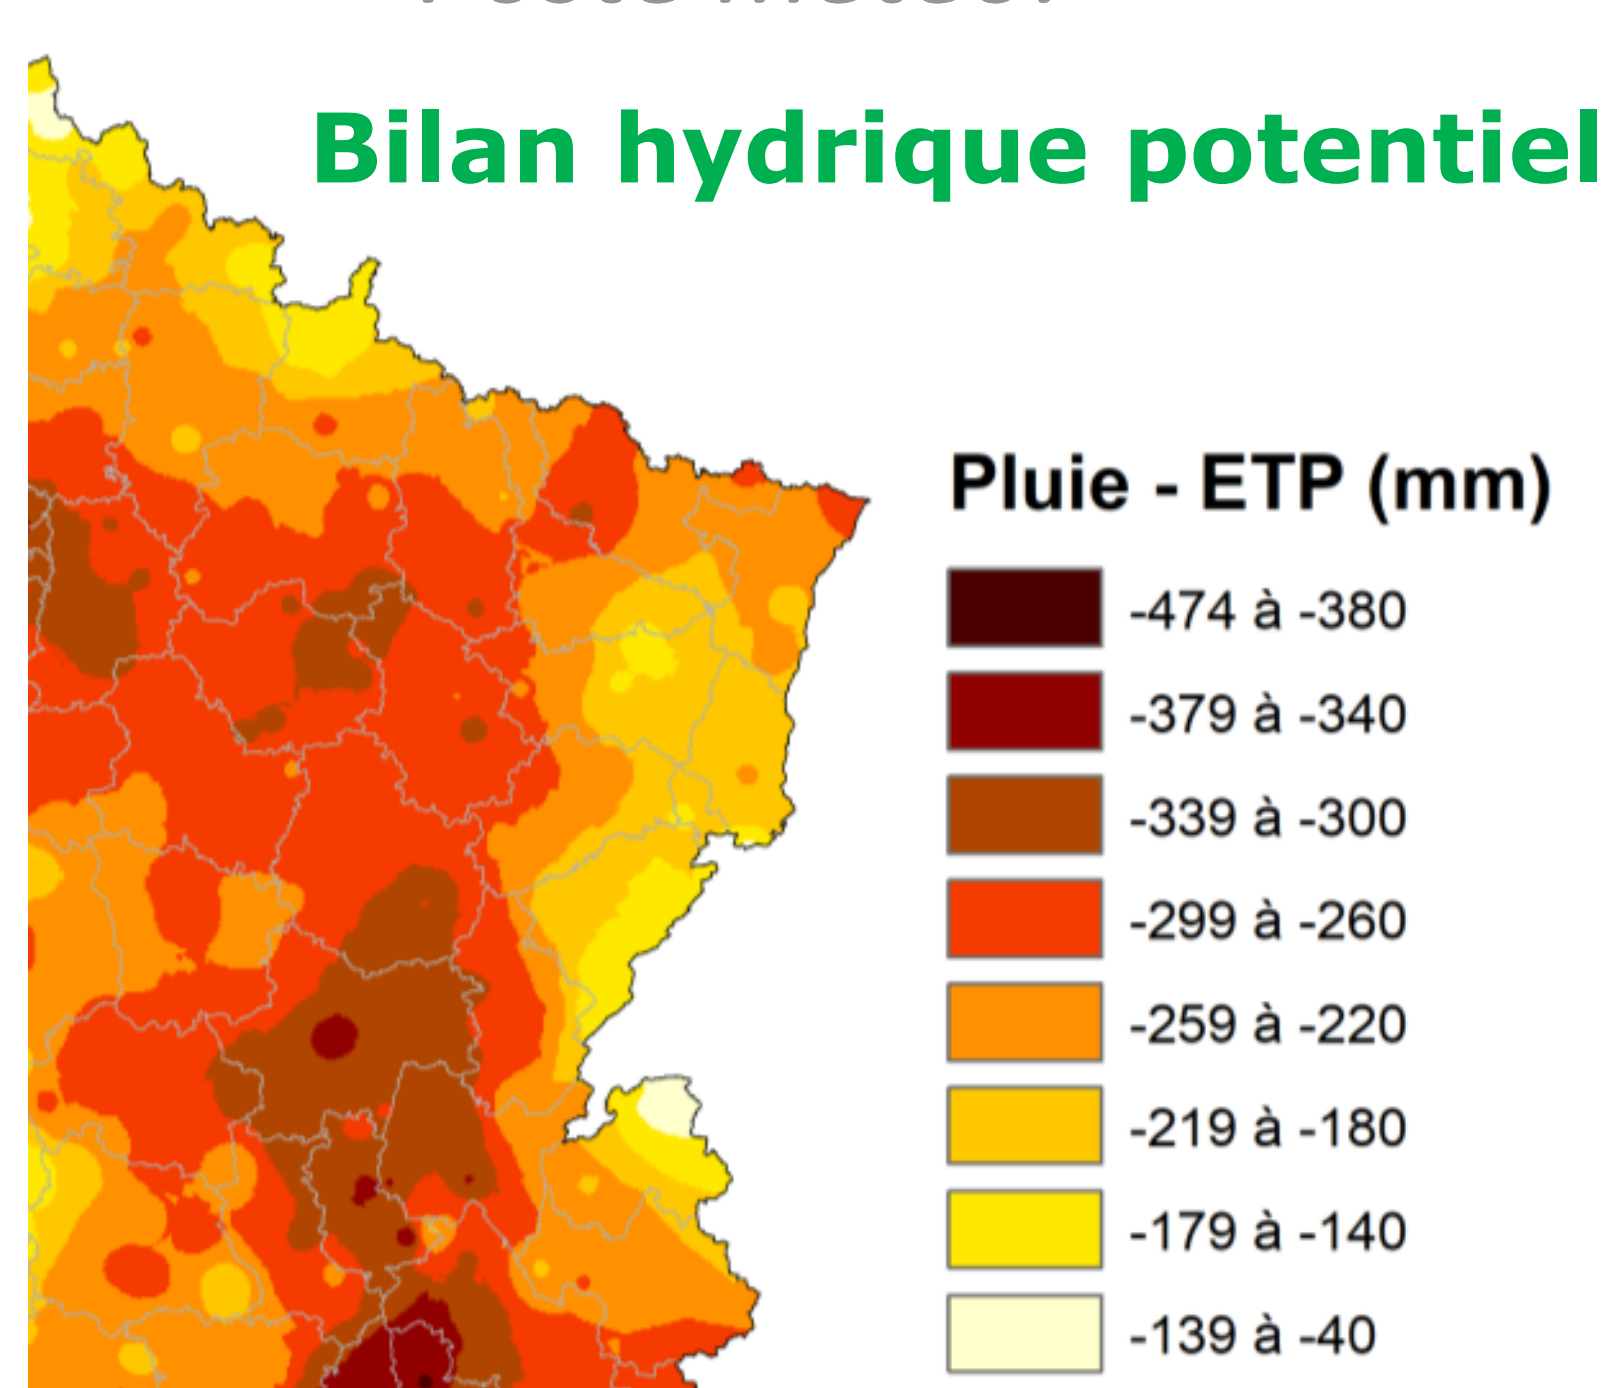 Bilan hydrique potentiel
Pluie - ETP (mm)
-474 à -380
-379 à -340
-339 à -300
-299 à -260
-259 à -220
-219 à -180
-179 à -140
-139 à -40